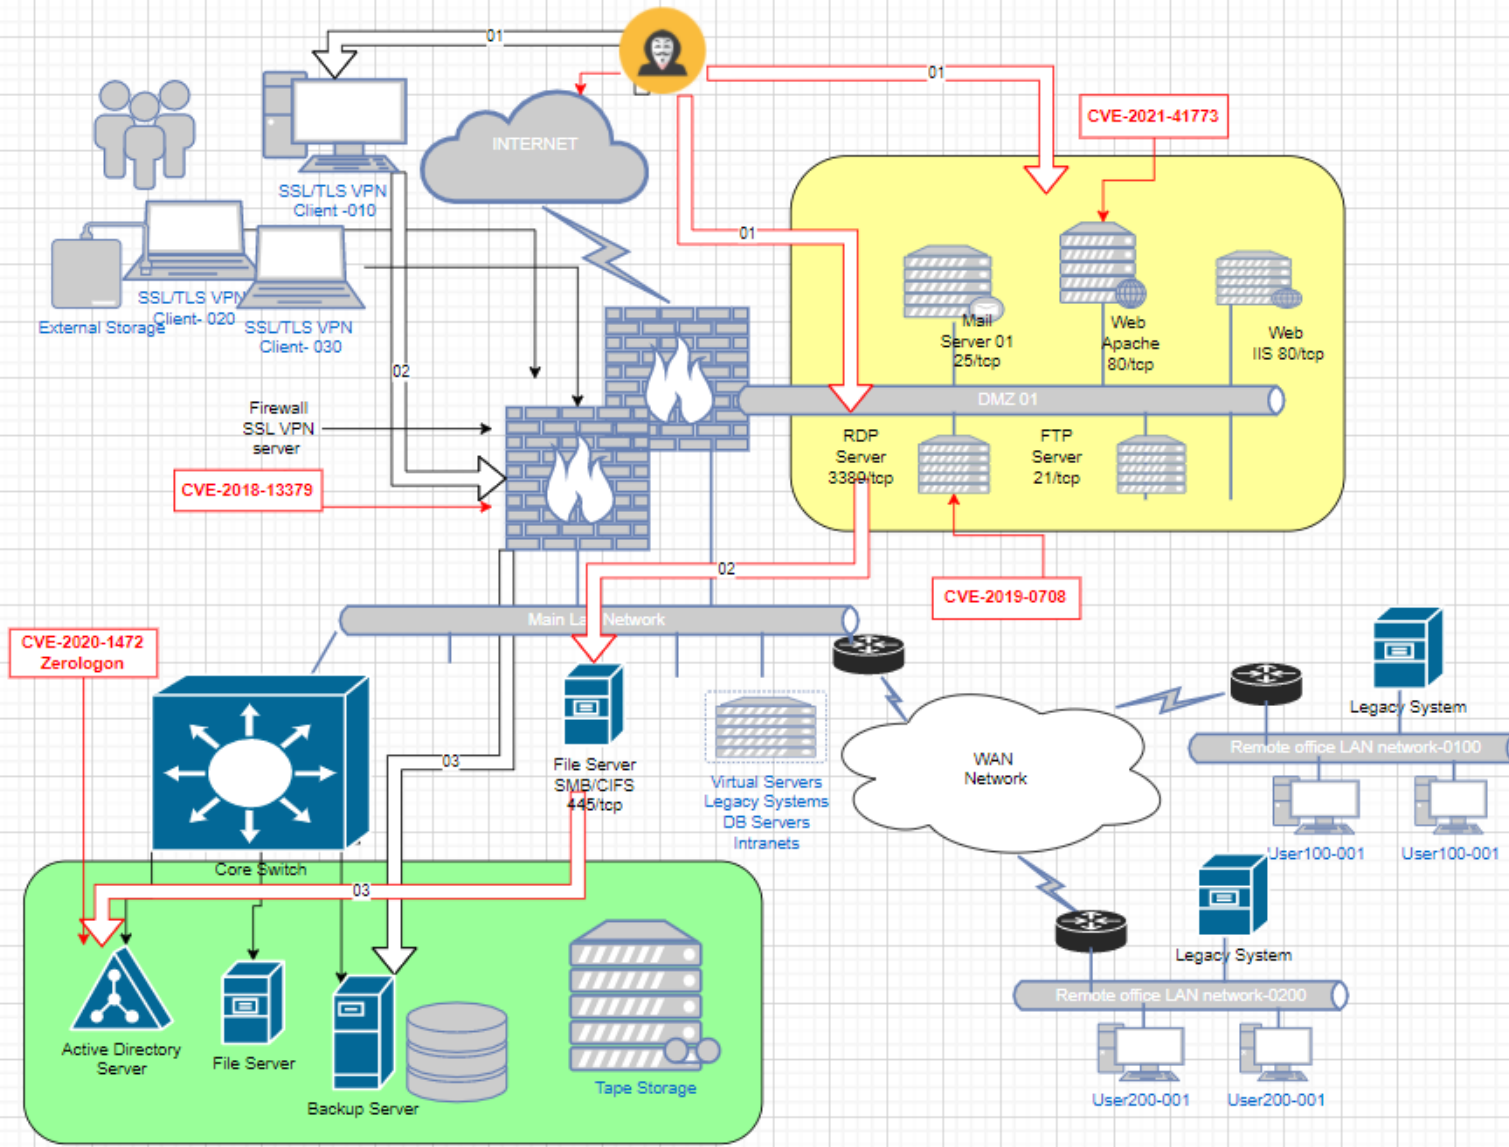 01
01
CVE-2021-41773
INTERNET
SSL/TLS VPN
Client -010
01
SSL/TLS VPN
Client- 020
External Storage
SSL/TLS VPN
Client- 030
Mail
Server 01
25/tcp
Web
Apache
80/tcp
Web
IIS 80/tcp
02
DMZ 01
Firewall
SSL VPN
server
RDP
Server
3389/tcp
FTP
Server
21/tcp
CVE-2018-13379
02
CVE-2019-0708
Main Lan Network
CVE-2020-1472
Zerologon
Legacy System
Remote office LAN network-0100
03
File Server
SMB/CIFS
445/tcp
WAN
Network
Virtual Servers
Legacy Systems
DB Servers
Intranets
User100-001
User100-001
Core Switch
03
Legacy System
Remote office LAN network-0200
Active Directory
Server
File Server
Backup Server
Tape Storage
User200-001
User200-001